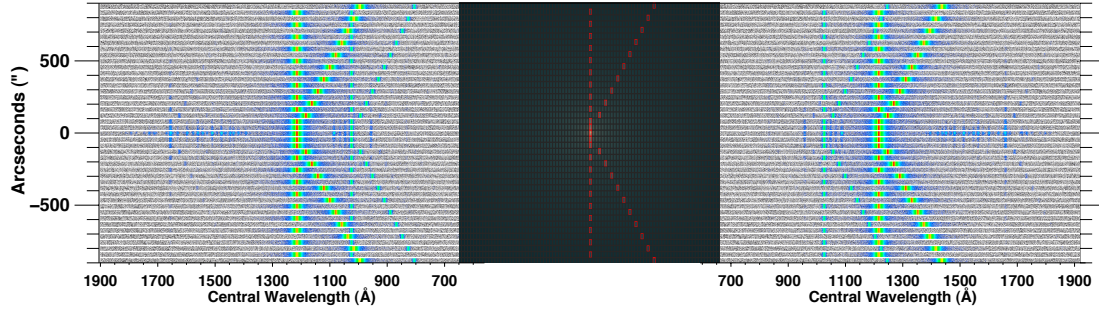 500
0
−500
Arcseconds (")
1900 1700 1500 1300 1100 900 700
Central Wavelength (Å)
700 900 1100 1300 1500 1700 1900
Central Wavelength (Å)